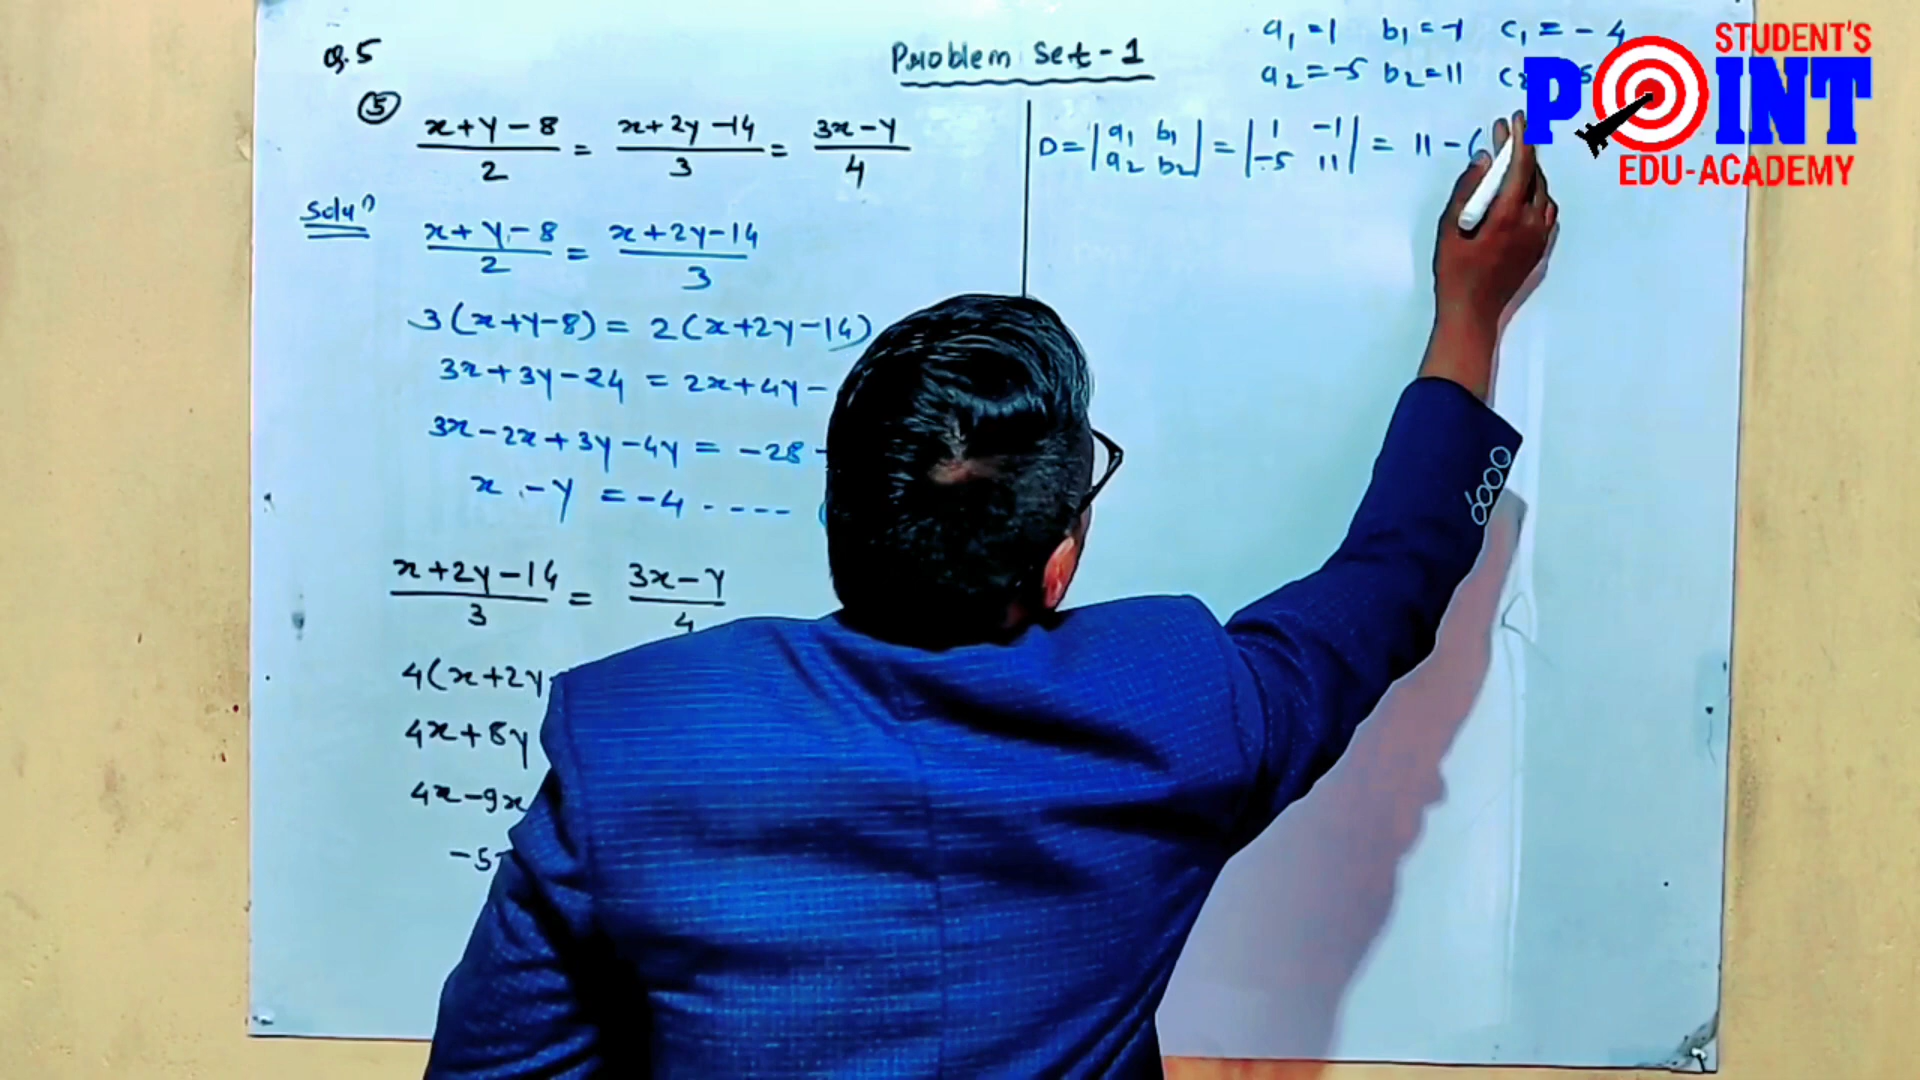 Q.5
Problem Set-1
a₁ = 1 b₁ = -1 c₁ = -4
a₂ = -5 b₂ = 11
STUDENT'S
POINT
EDU-ACADEMY
⑤
(x+y-8)/2 = (x+2y-14)/3 = (3x-y)/4
Solⁿ
(x+y-8)/2 = (x+2y-14)/3
3(x+y-8) = 2(x+2y-14)
3x+3y-24 = 2x+4y-
3x-2x+3y-4y = -28
x - y = -4 ----
(x+2y-14)/3 = (3x-y)/4
4(x+2y
4x+8y
4x-9x
-5
D = |a₁ b₁| = |1 -1| = 11 - (
|a₂ b₂| |-5 11|